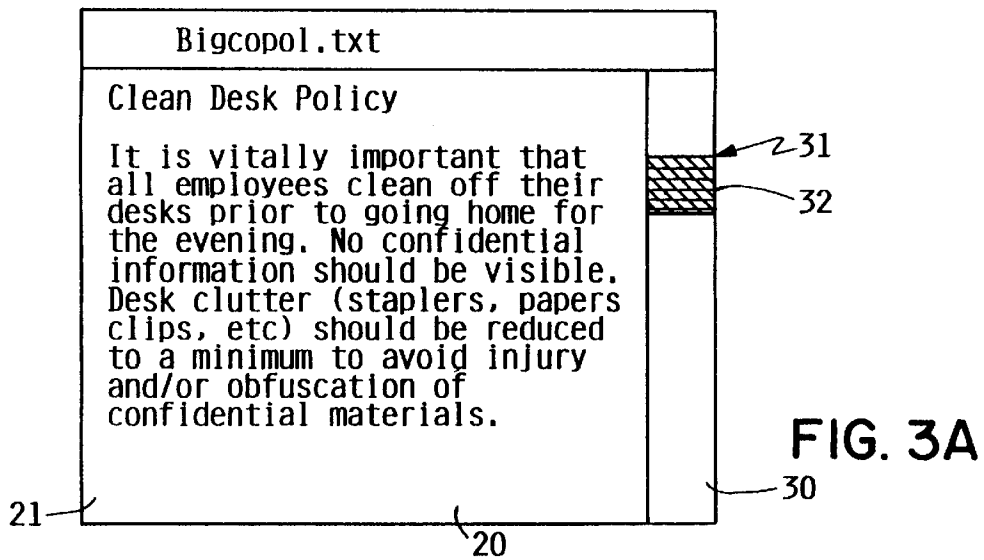 Bigcopol.txt
Clean Desk Policy
It is vitally important that
all employees clean off their
desks prior to going home for
the evening. No confidential
information should be visible.
Desk clutter (staplers, papers
clips, etc) should be reduced
to a minimum to avoid injury
and/or obfuscation of
confidential materials.
31
32
FIG. 3A
30
21
20